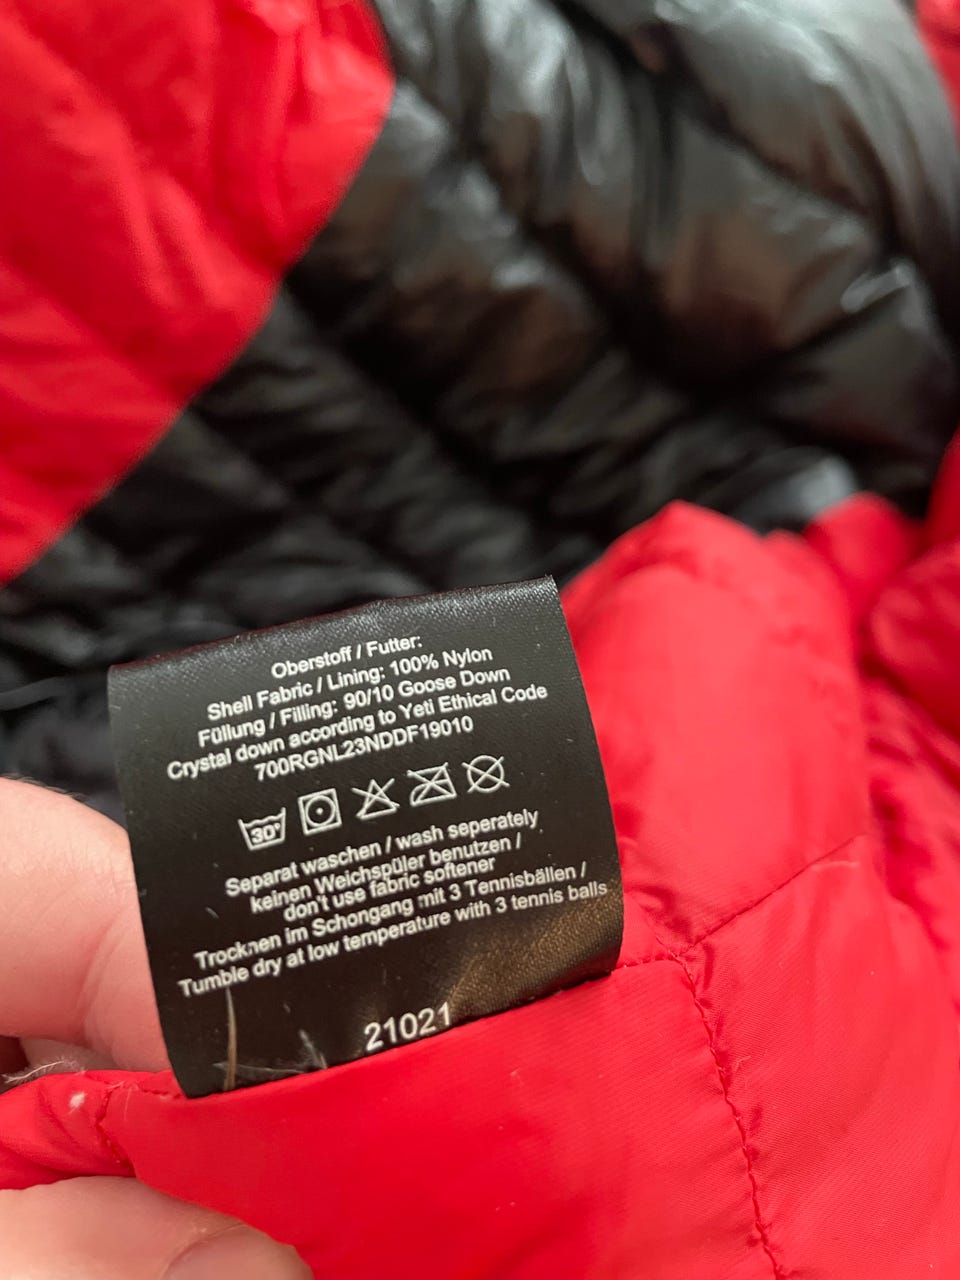 Oberstoff / Futter:
Shell Fabric / Lining: 100% Nylon
Füllung / Filling: 90/10 Goose Down
Crystal down according to Yeti Ethical Code
700RGNL23NDDF19010
30°
Separat waschen / wash seperately
keinen Weichspüler benutzen /
don't use fabric softener
Trocknen im Schongang mit 3 Tennisbällen /
Tumble dry at low temperature with 3 tennis balls
21021